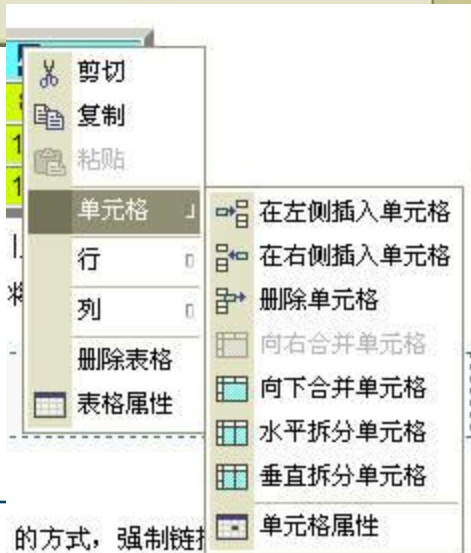 剪切
复制
粘贴
单元格
行
列
删除表格
表格属性
在左侧插入单元格
在右侧插入单元格
删除单元格
向右合并单元格
向下合并单元格
水平拆分单元格
垂直拆分单元格
单元格属性
的方式，强制链